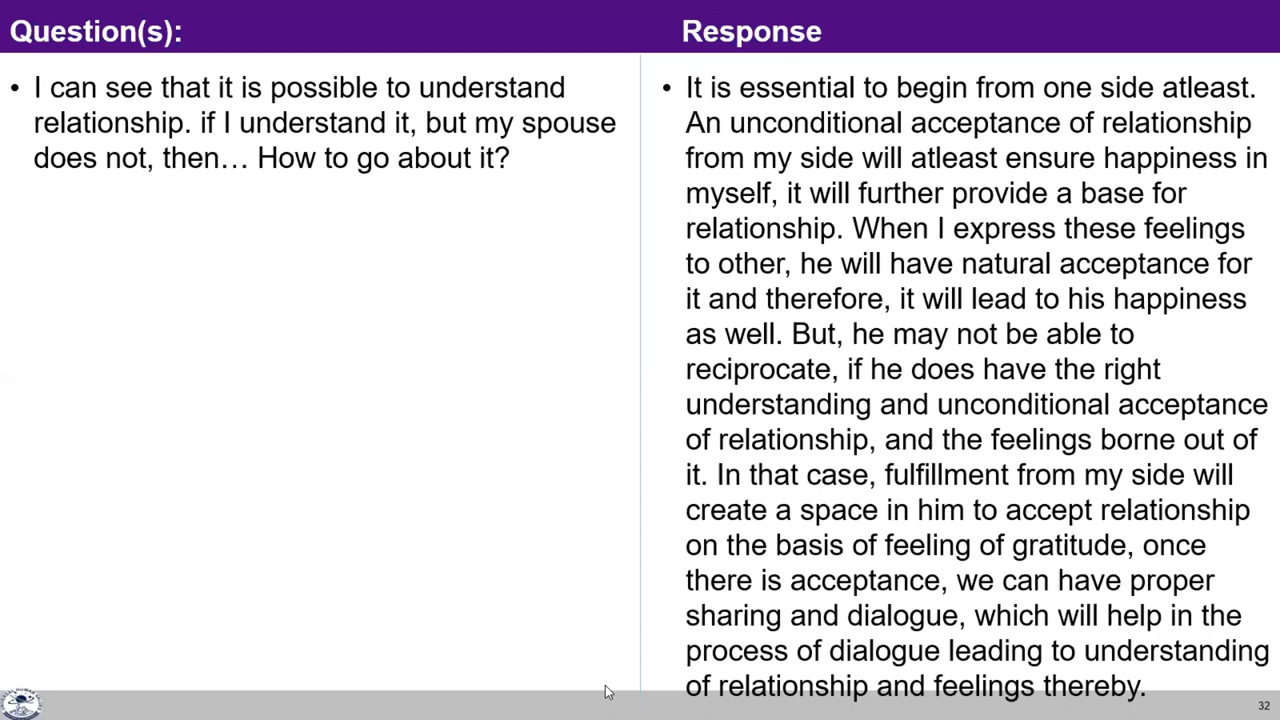 Question(s):
Response
• I can see that it is possible to understand
relationship. if I understand it, but my spouse
does not, then… How to go about it?
• It is essential to begin from one side atleast.
An unconditional acceptance of relationship
from my side will atleast ensure happiness in
myself, it will further provide a base for
relationship. When I express these feelings
to other, he will have natural acceptance for
it and therefore, it will lead to his happiness
as well. But, he may not be able to
reciprocate, if he does have the right
understanding and unconditional acceptance
of relationship, and the feelings borne out of
it. In that case, fulfillment from my side will
create a space in him to accept relationship
on the basis of feeling of gratitude, once
there is acceptance, we can have proper
sharing and dialogue, which will help in the
process of dialogue leading to understanding
of relationship and feelings thereby.
32